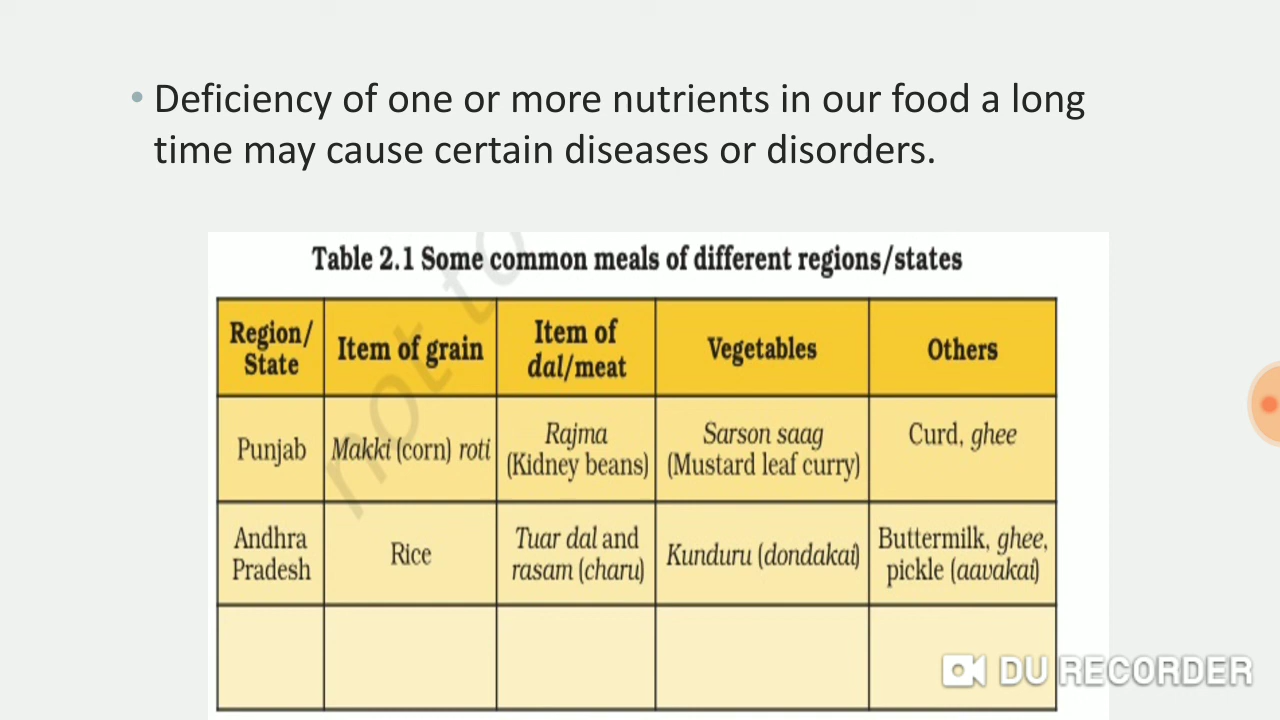 • Deficiency of one or more nutrients in our food a long
time may cause certain diseases or disorders.
Table 2.1 Some common meals of different regions/states
Region/
State
Item of grain
Item of
dal/meat
Vegetables
Others
Punjab
Makki (corn) roti
Rajma
(Kidney beans)
Sarson saag
(Mustard leaf curry)
Curd, ghee
Andhra
Pradesh
Rice
Tuar dal and
rasam (charu)
Kunduru (dondakai)
Buttermilk, ghee,
pickle (aavakai)
not to
DU RECORDER